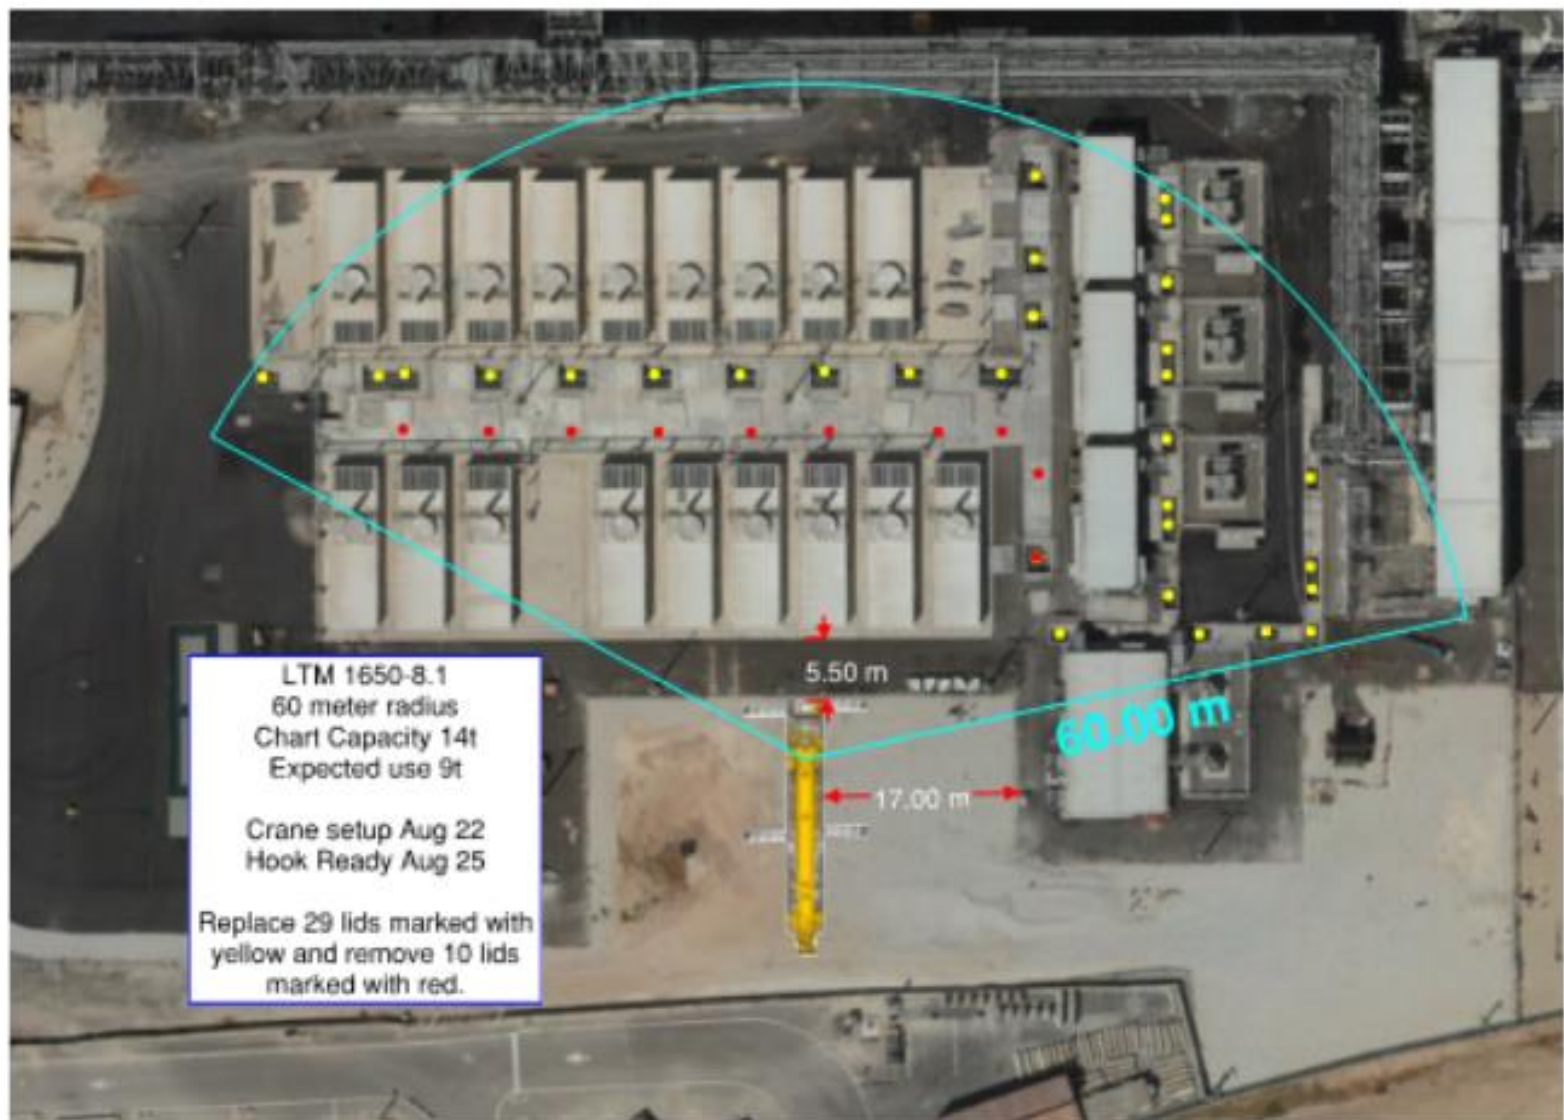 5.50 m
60.00 m
17.00 m
LTM 1650-8.1
60 meter radius
Chart Capacity 14t
Expected use 9t
Crane setup Aug 22
Hook Ready Aug 25
Replace 29 lids marked with
yellow and remove 10 lids
marked with red.